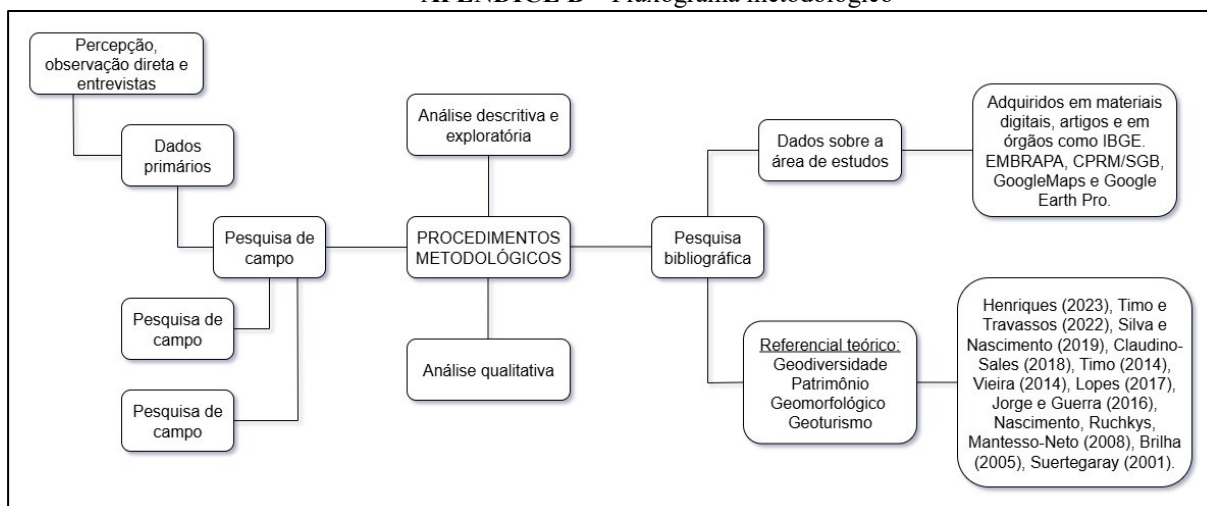 Percepção,
observação direta e
entrevistas
Dados
primários
Pesquisa de
campo
Pesquisa de
campo
Pesquisa de
campo
Análise descritiva e
exploratória
PROCEDIMENTOS
METODOLÓGICOS
Análise qualitativa
Pesquisa
bibliográfica
Dados sobre a
área de estudos
Adquiridos em materiais
digitais, artigos e em
órgãos como IBGE.
EMBRAPA, CPRM/SGB,
GoogleMaps e Google
Earth Pro.
Referencial teórico:
Geodiversidade
Patrimônio
Geomorfológico
Geoturismo
Henriques (2023), Timo e
Travassos (2022), Silva e
Nascimento (2019), Claudino-
Sales (2018), Timo (2014),
Vieira (2014), Lopes (2017),
Jorge e Guerra (2016),
Nascimento, Ruchkys,
Mantesso-Neto (2008), Brilha
(2005), Suertegaray (2001).